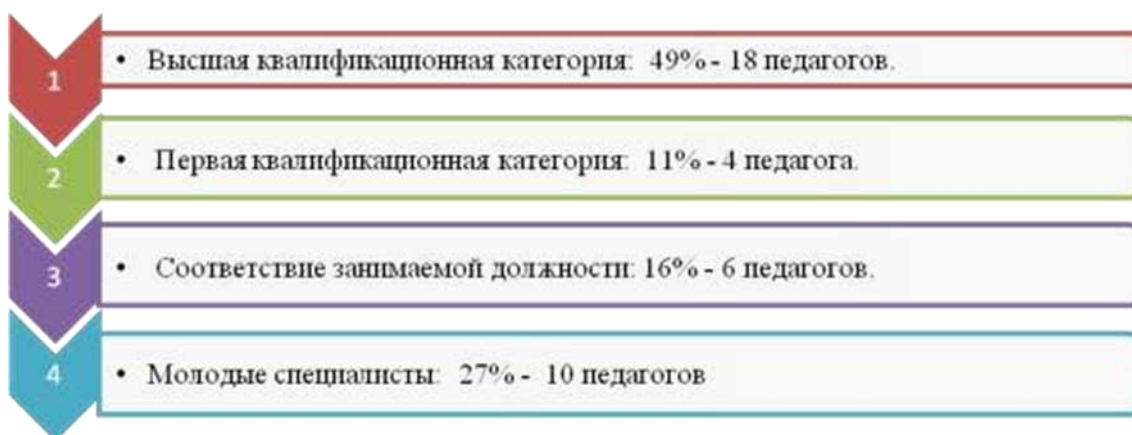 1
• Высшая квалификационная категория: 49% - 18 педагогов.
2
• Первая квалификационная категория: 11% - 4 педагога.
3
• Соответствие занимаемой должности: 16% - 6 педагогов.
4
• Молодые специалисты: 27% - 10 педагогов